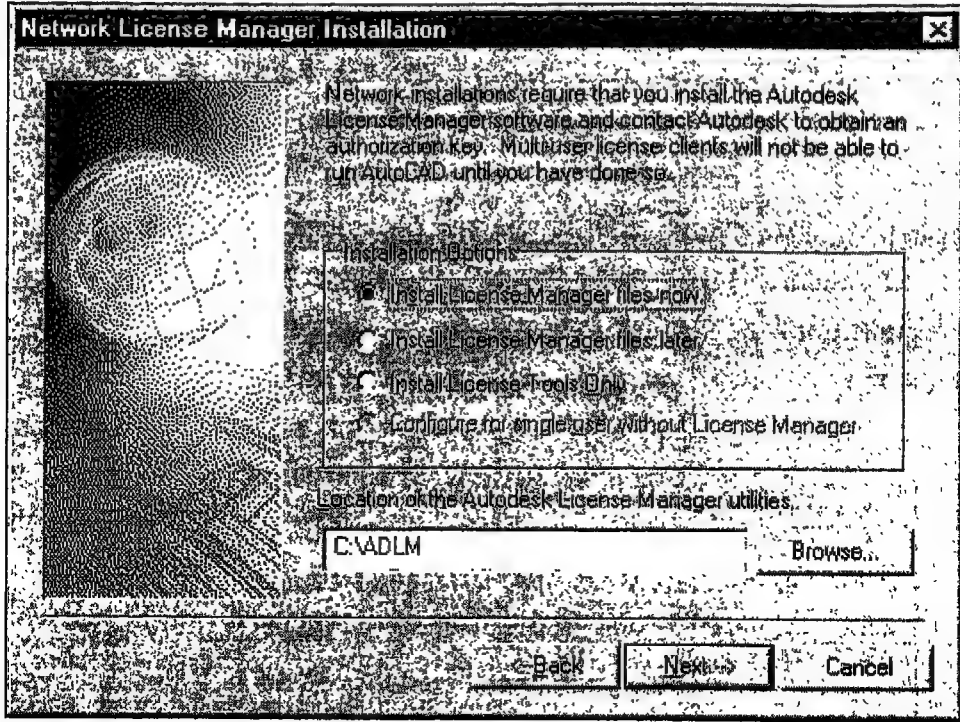 Network License Manager Installation
Network installations require that you install the Autodesk
License Manager software and contact Autodesk to obtain an
authorization key. Multi-user license clients will not be able to
run AutoCAD until you have done so.
Installation Options
Install License Manager files now
Install License Manager files later
Install License Tools Only
Configure for single user without License Manager
Location of the Autodesk License Manager utilities.
C:\ADLM
Browse...
< Back
Next >
Cancel